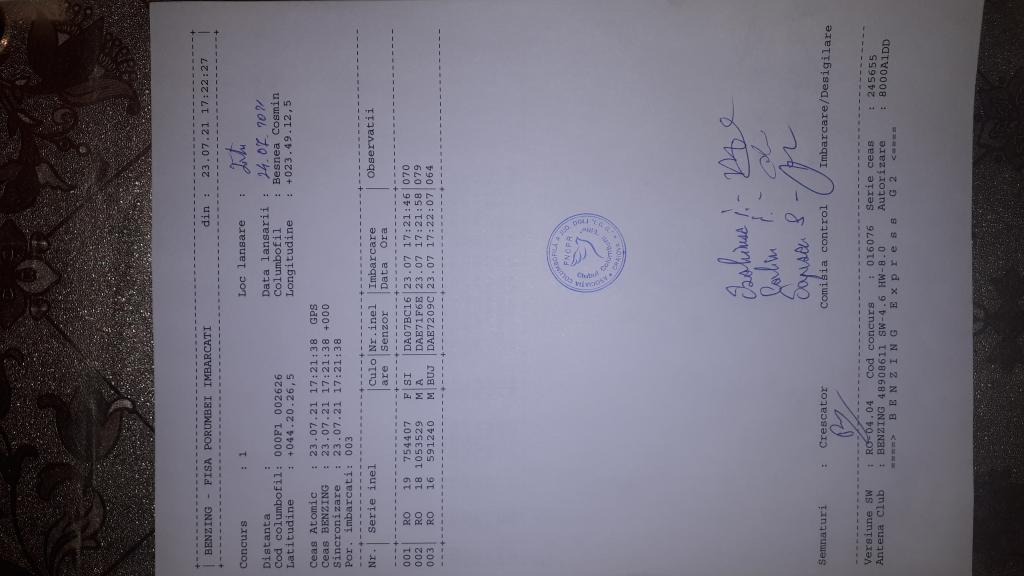 BENZING - FISA PORUMBEI IMBARCATI din : 23.07.21 17:22:27
Concurs : 1 Loc lansare :
Distanta : Data lansarii : 24.07.2021
Cod columbofil: 000F1 002626 Columbofil : Besnea Cosmin
Latitudine : +044.20.26,5 Longitudine : +023.49.12,5
Ceas Atomic : 23.07.21 17:21:38 GPS
Ceas BENZING : 23.07.21 17:21:38 +000
Sincronizare : 23.07.21 17:21:38
Por. imbarcati: 003
Nr. | Serie inel |Culo|Nr.inel |Imbarcare | Observatii
|are |Senzor |Data Ora |
001| RO 19 754407 F|SI |DA07BC16|23.07 17:21:46|070
002| RO 18 1053529 M|A |DAE71F6E|23.07 17:21:58|079
003| RO 16 591240 M|BUJ |DAE7209C|23.07 17:22:07|064
FNCPR
Semnaturi : Crescator Comisia control Imbarcare/Desigilare
Versiune SW : RO-04.04 Cod concurs : 016076 Serie ceas : 245655
Antena Club : BENZING 48908611 SW-4.6 HW-8.0 Autorizare : 8000A1DD
====> B E N Z I N G E x p r e s s G 2 <====